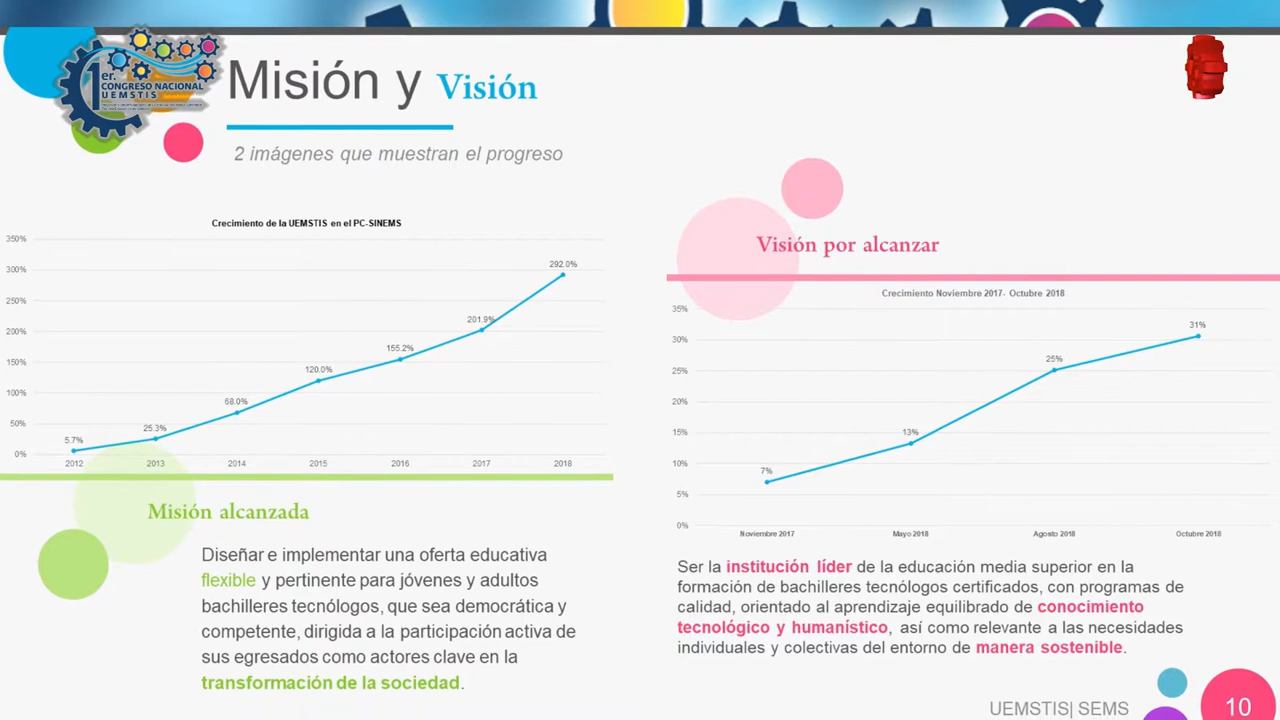 1er.
CONGRESO NACIONAL
UEMSTIS
Misión y Visión
2 imágenes que muestran el progreso
Crecimiento de la UEMSTIS en el PC-SINEMS
350%
300%
250%
200%
150%
100%
50%
0%
5.7%
25.3%
68.0%
120.0%
155.2%
201.9%
292.0%
2012 2013 2014 2015 2016 2017 2018
Misión alcanzada
Diseñar e implementar una oferta educativa
flexible y pertinente para jóvenes y adultos
bachilleres tecnólogos, que sea democrática y
competente, dirigida a la participación activa de
sus egresados como actores clave en la
transformación de la sociedad.
Visión por alcanzar
Crecimiento Noviembre 2017- Octubre 2018
35%
30%
25%
20%
15%
10%
5%
0%
7%
13%
25%
31%
Noviembre 2017 Mayo 2018 Agosto 2018 Octubre 2018
Ser la institución líder de la educación media superior en la
formación de bachilleres tecnólogos certificados, con programas de
calidad, orientado al aprendizaje equilibrado de conocimiento
tecnológico y humanístico, así como relevante a las necesidades
individuales y colectivas del entorno de manera sostenible.
UEMSTIS| SEMS
10